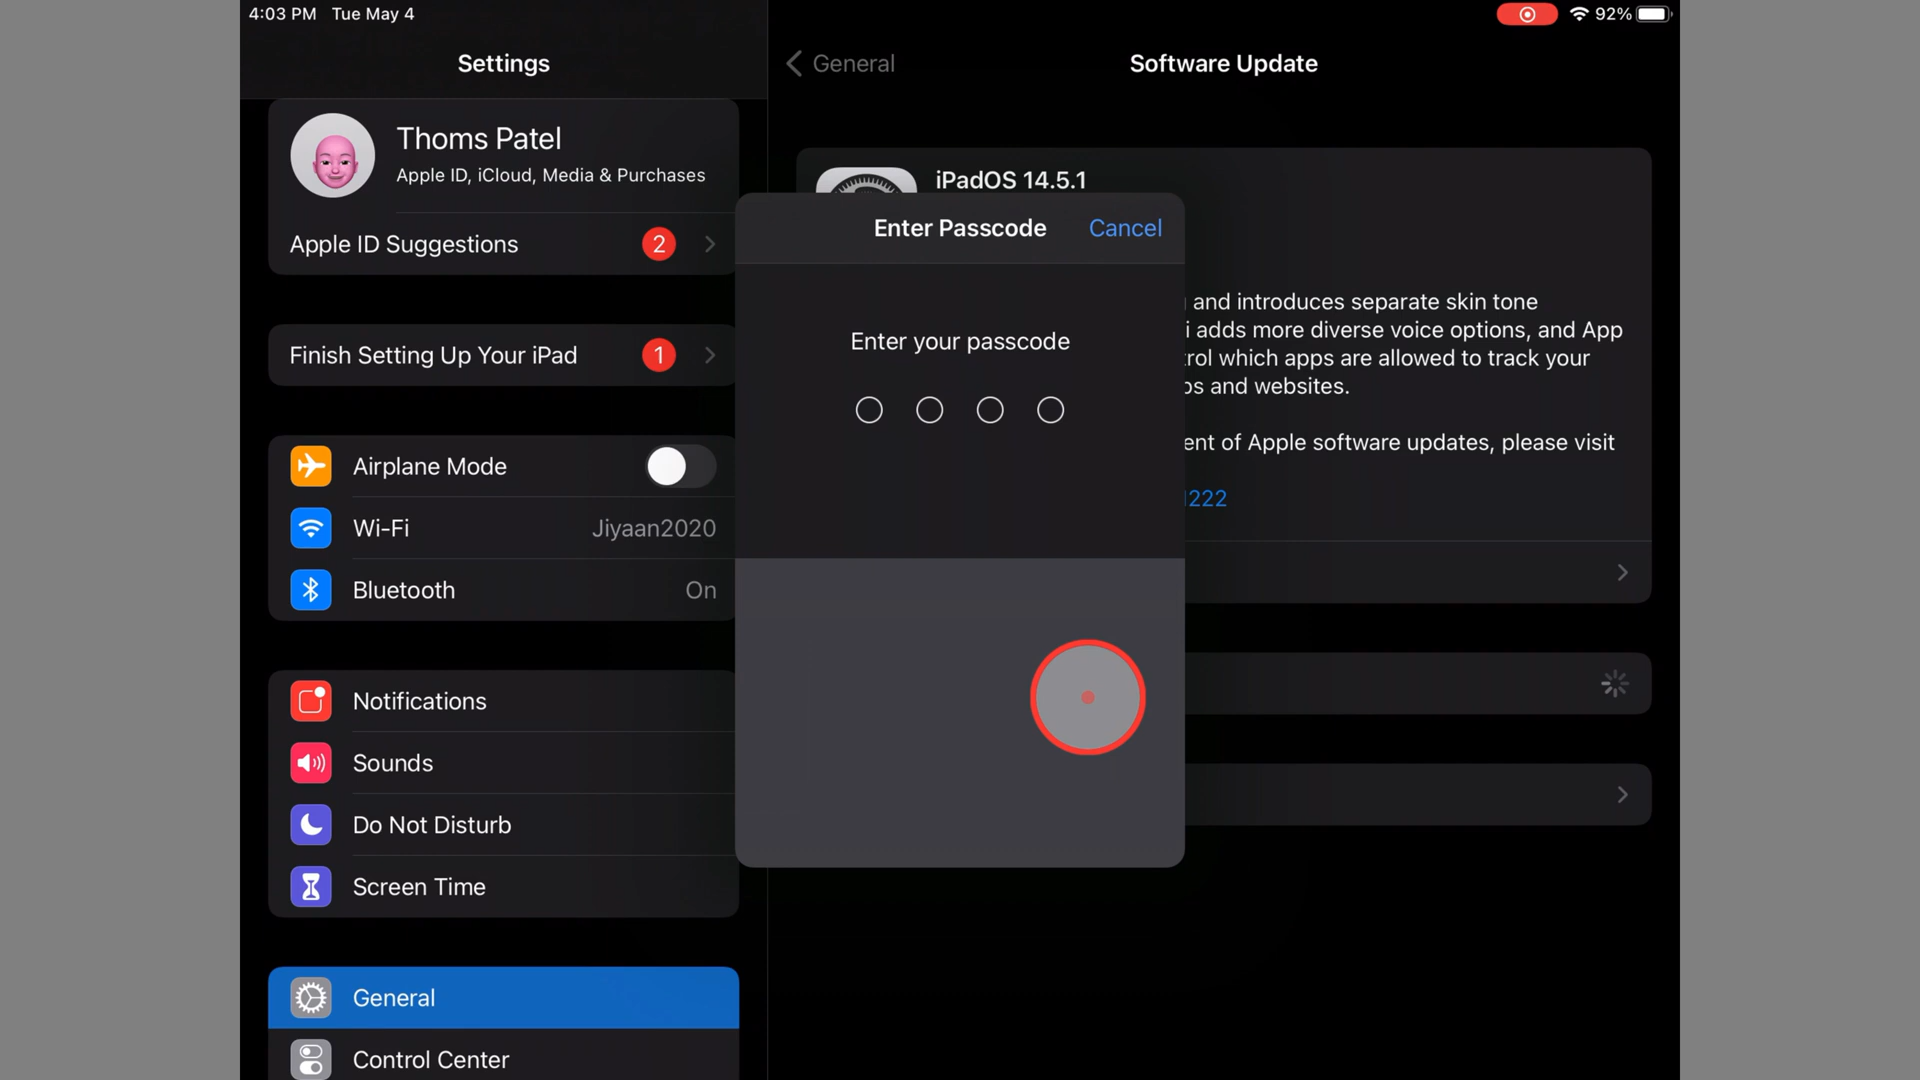 4:03 PM Tue May 4
92%
Settings
General
Software Update
Thoms Patel
Apple ID, iCloud, Media & Purchases
Apple ID Suggestions 2
Finish Setting Up Your iPad 1
Airplane Mode
Wi-Fi Jiyaan2020
Bluetooth On
Notifications
Sounds
Do Not Disturb
Screen Time
General
Control Center
iPadOS 14.5.1
and introduces separate skin tone
adds more diverse voice options, and App
which apps are allowed to track your
and websites.
of Apple software updates, please visit
222
Enter Passcode Cancel
Enter your passcode